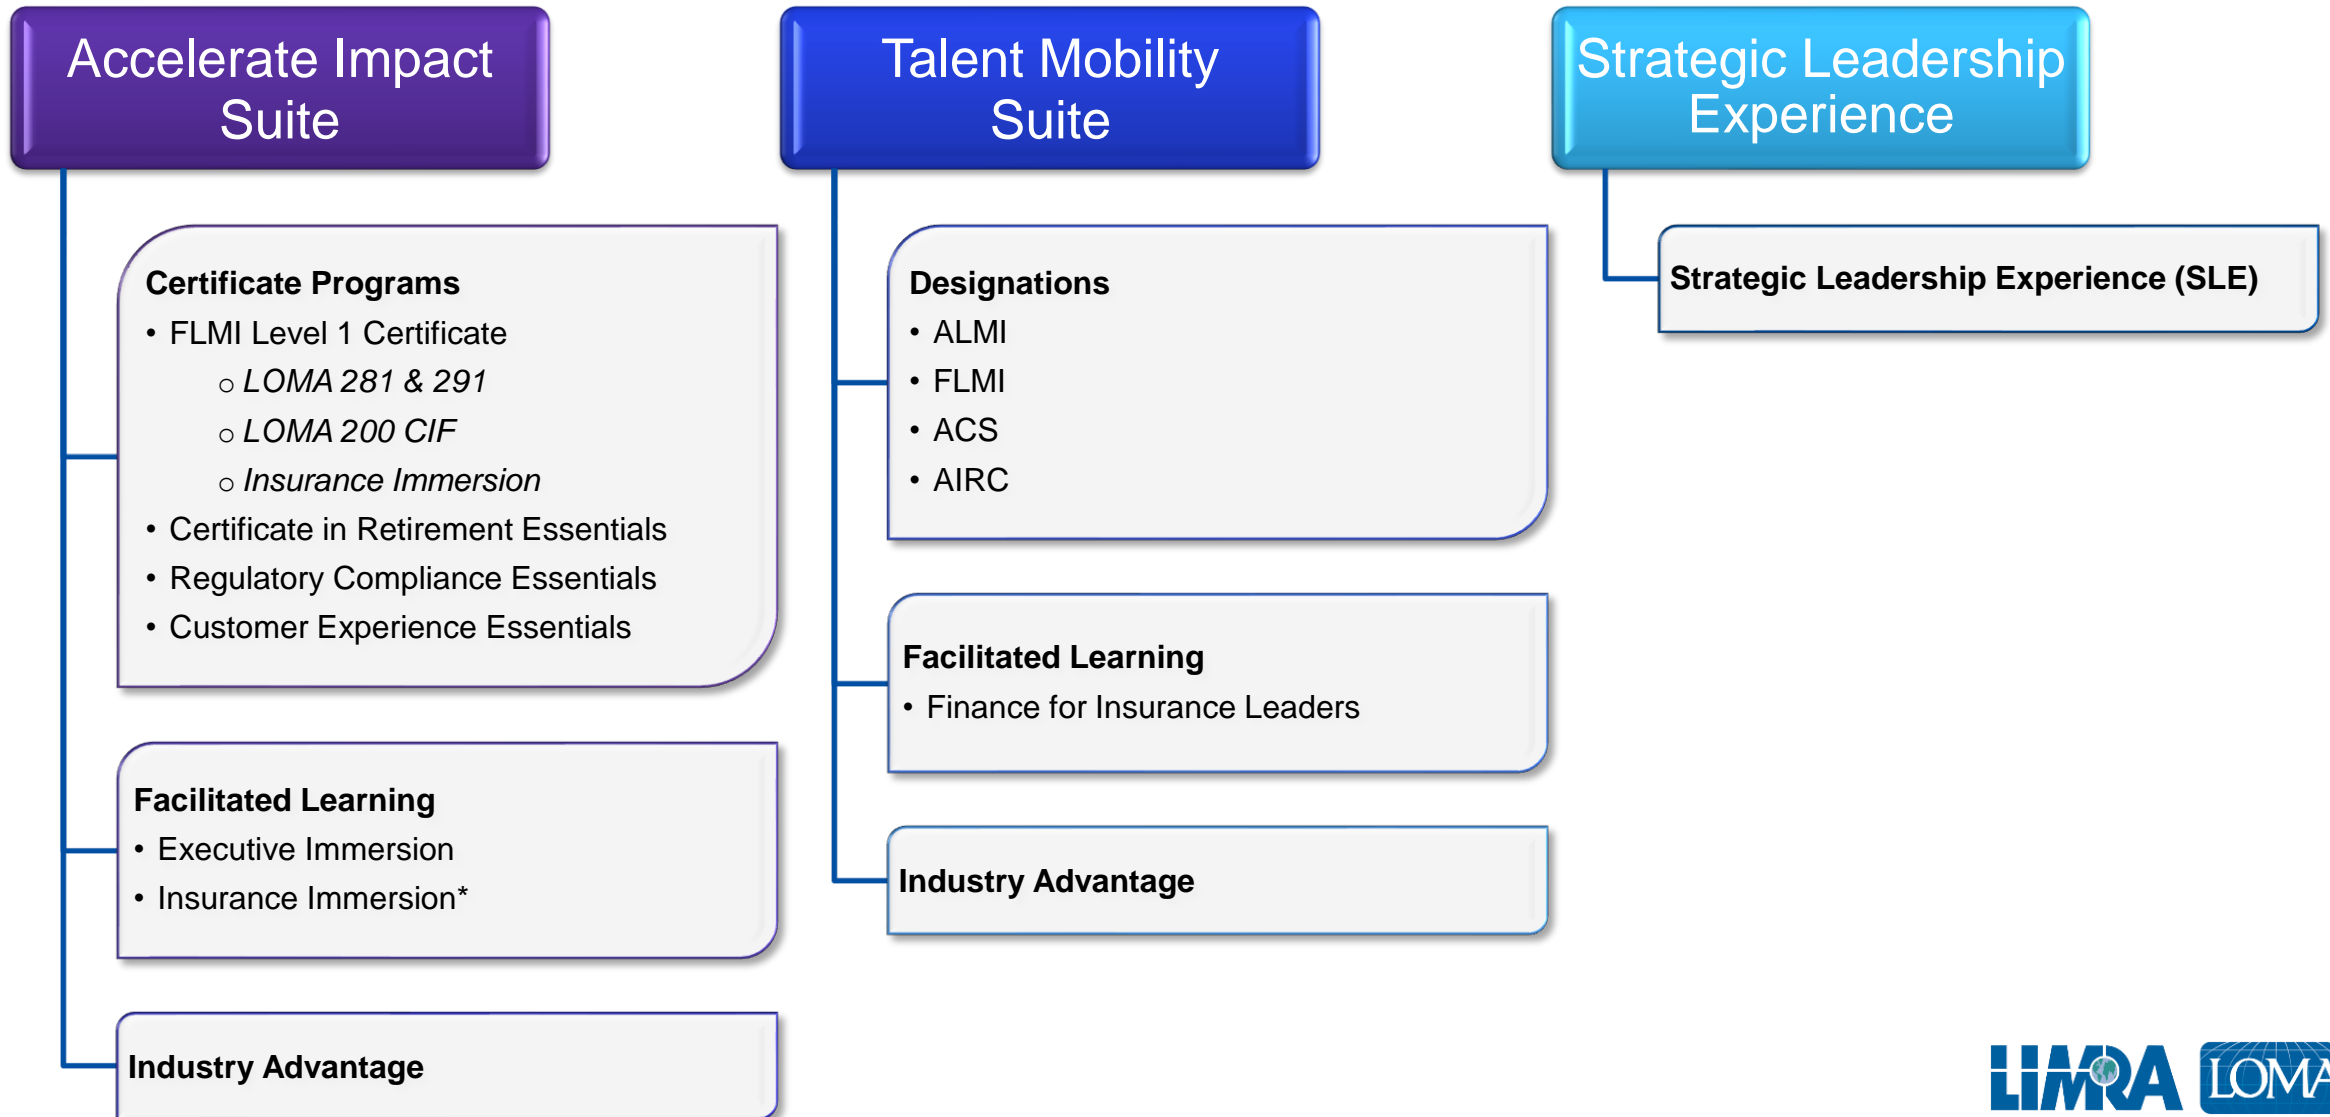 Accelerate Impact
Suite
Certificate Programs
• FLMI Level 1 Certificate
o LOMA 281 & 291
o LOMA 200 CIF
o Insurance Immersion
• Certificate in Retirement Essentials
• Regulatory Compliance Essentials
• Customer Experience Essentials
Facilitated Learning
• Executive Immersion
• Insurance Immersion*
Industry Advantage
Talent Mobility
Suite
Designations
• ALMI
• FLMI
• ACS
• AIRC
Facilitated Learning
• Finance for Insurance Leaders
Industry Advantage
Strategic Leadership
Experience
Strategic Leadership Experience (SLE)
LIMRA LOMA